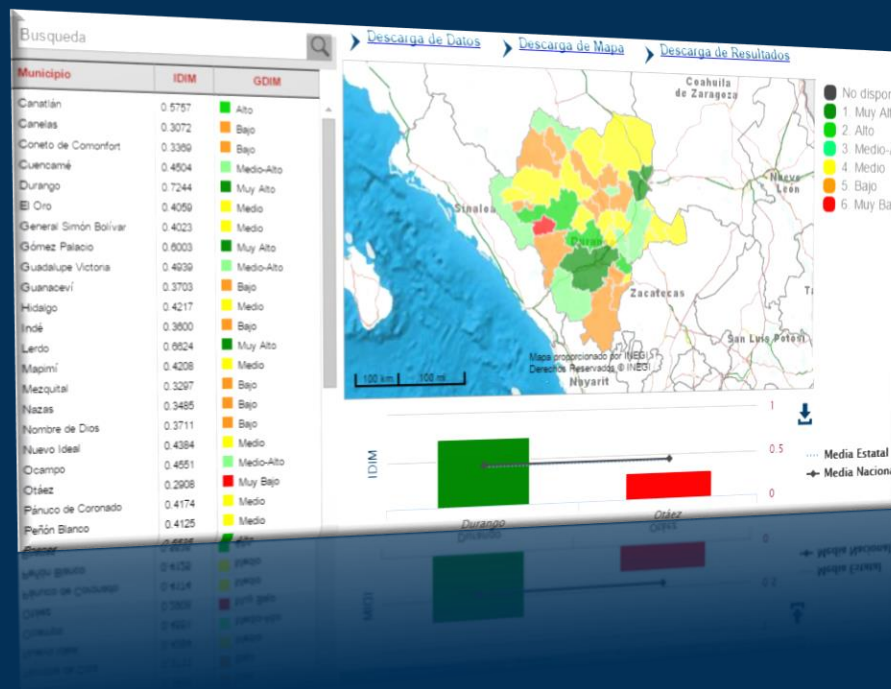 Busqueda
Descarga de Datos
Descarga de Mapa
Descarga de Resultados
Municipio IDIM GDIM
Canatlán 0.5757 Alto
Canelas 0.3072 Bajo
Coneto de Comonfort 0.3369 Bajo
Cuencamé 0.4504 Medio-Alto
Durango 0.7244 Muy Alto
El Oro 0.4059 Medio
General Simón Bolívar 0.4023 Medio
Gómez Palacio 0.6003 Muy Alto
Guadalupe Victoria 0.4939 Medio-Alto
Guanaceví 0.3703 Bajo
Hidalgo 0.4217 Medio
Indé 0.3600 Bajo
Lerdo 0.6624 Muy Alto
Mapimí 0.4208 Medio
Mezquital 0.3297 Bajo
Nazas 0.3485 Bajo
Nombre de Dios 0.3711 Bajo
Nuevo Ideal 0.4384 Medio
Ocampo 0.4551 Medio-Alto
Otáez 0.2908 Muy Bajo
Pánuco de Coronado 0.4174 Medio
Peñón Blanco 0.4125 Medio
Alto
Coahuila
de Zaragoza
Nuevo
León
Sinaloa
Durango
Zacatecas
San Luis Potosí
Nayarit
Mapa proporcionado por INEGI
Derechos Reservados © INEGI
100 km 100 mi
No dispon
1. Muy Alt
2. Alto
3. Medio-A
4. Medio
5. Bajo
6. Muy Baj
IDIM
1
0.5
0
Durango
Otáez
Media Estatal
Media Naciona